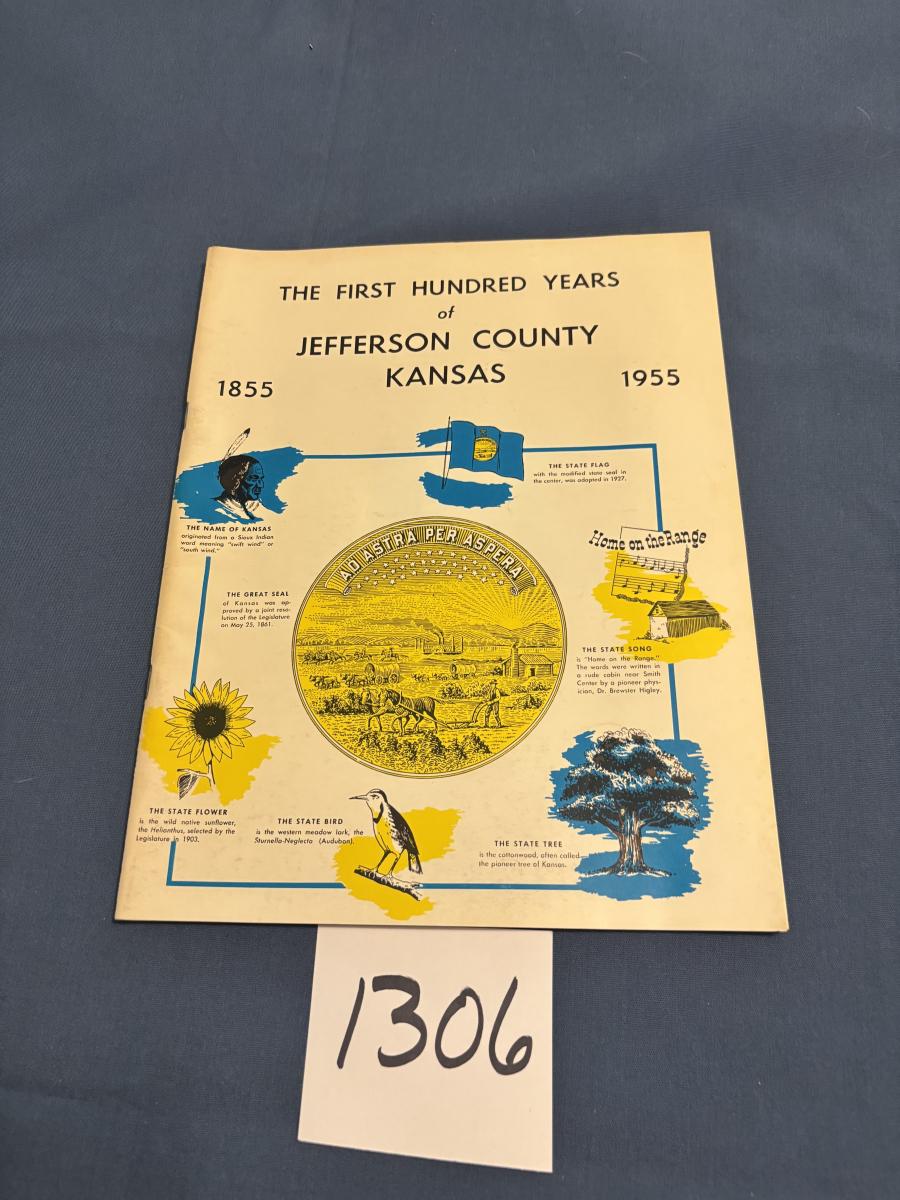 THE FIRST HUNDRED YEARS
of
JEFFERSON COUNTY
KANSAS
1855
1955
THE STATE FLAG
with the modified state seal in
the center, was adopted in 1927.
THE NAME OF KANSAS
originated from a Sioux Indian
word meaning "swift wind" or
"south wind."
Home on the Range
AD ASTRA PER ASPERA
THE GREAT SEAL
of Kansas was ap-
proved by a joint reso-
lution of the Legislature
on May 25, 1861.
THE STATE SONG
is "Home on the Range."
The words were written in
a rude cabin near Smith
Center by a pioneer phys-
ician, Dr. Brewster Higley.
THE STATE FLOWER
is the wild native sunflower,
the Helianthus, selected by the
Legislature in 1903.
THE STATE BIRD
is the western meadow lark, the
Sturnella-Neglecta (Audubon).
THE STATE TREE
is the cottonwood, often called
the pioneer tree of Kansas.
1306